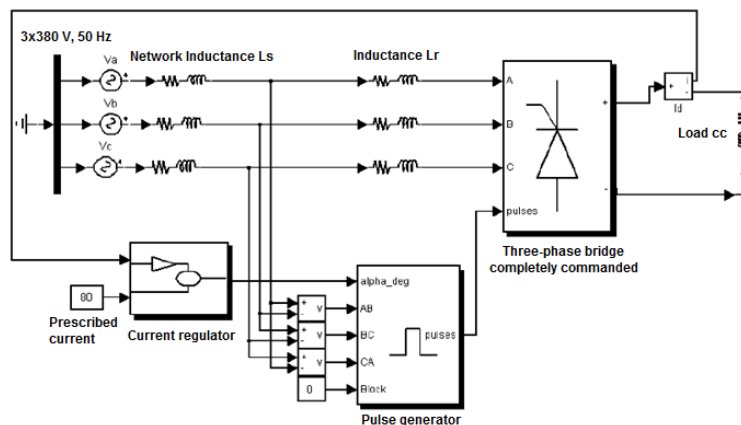 3x380 V, 50 Hz
Va
Network Inductance Ls
Inductance Lr
A
Vb
+
+
i
-
Id
B
Load cc
Vc
C
-
pulses
Three-phase bridge
completely commanded
80
Prescribed
current
Current regulator
alpha_deg
+
-
v
AB
+
-
v
BC
pulses
+
-
v
CA
0
Block
Pulse generator